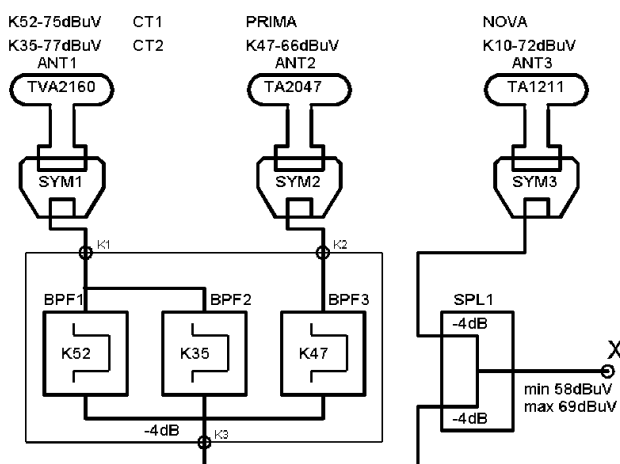 K52-75dBuV CT1 PRIMA NOVA
K35-77dBuV CT2 K47-66dBuV K10-72dBuV
ANT1 ANT2 ANT3
TVA2160 TA2047 TA1211
SYM1 SYM2 SYM3
K1 K2
BPF1 BPF2 BPF3 SPL1
-4dB
K52 K35 K47 X
min 58dBuV
max 69dBuV
-4dB -4dB
K3